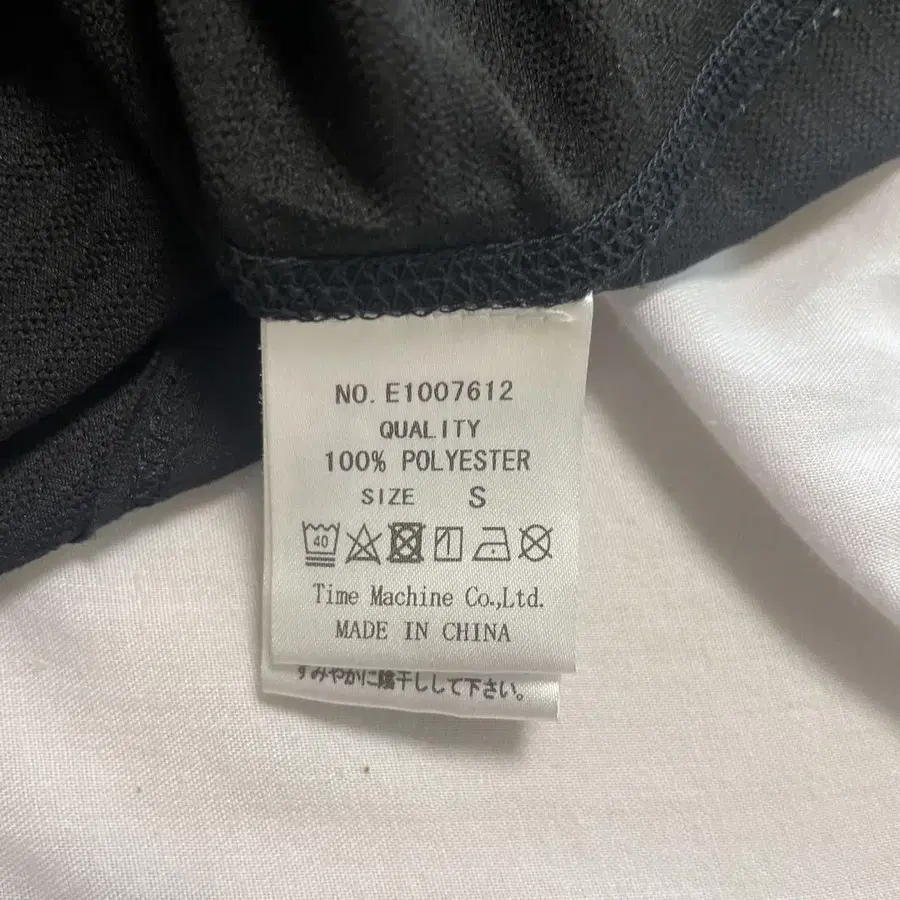 NO. E1007612
QUALITY
100% POLYESTER
SIZE S
40
Time Machine Co.,Ltd.
MADE IN CHINA
すみやかに陰干しして下さい。